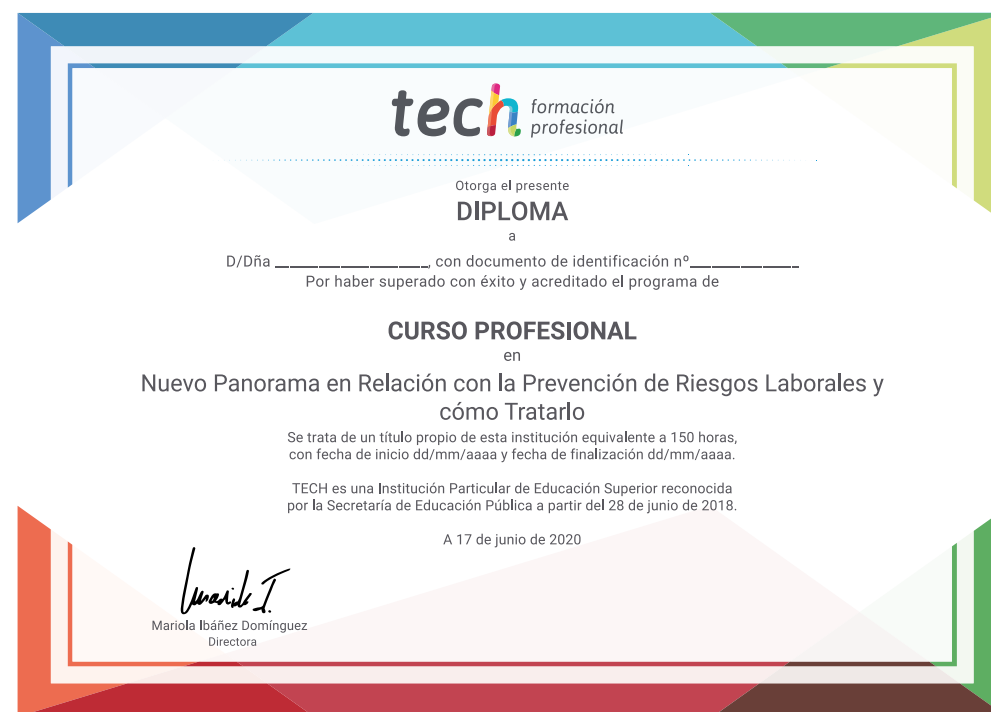 tech formación
profesional
Otorga el presente
DIPLOMA
a
D/Dña ____________________, con documento de identificación nº______________
Por haber superado con éxito y acreditado el programa de
CURSO PROFESIONAL
en
Nuevo Panorama en Relación con la Prevención de Riesgos Laborales y
cómo Tratarlo
Se trata de un título propio de esta institución equivalente a 150 horas,
con fecha de inicio dd/mm/aaaa y fecha de finalización dd/mm/aaaa.
TECH es una Institución Particular de Educación Superior reconocida
por la Secretaría de Educación Pública a partir del 28 de junio de 2018.
A 17 de junio de 2020
Mariola Ibáñez Domínguez
Directora